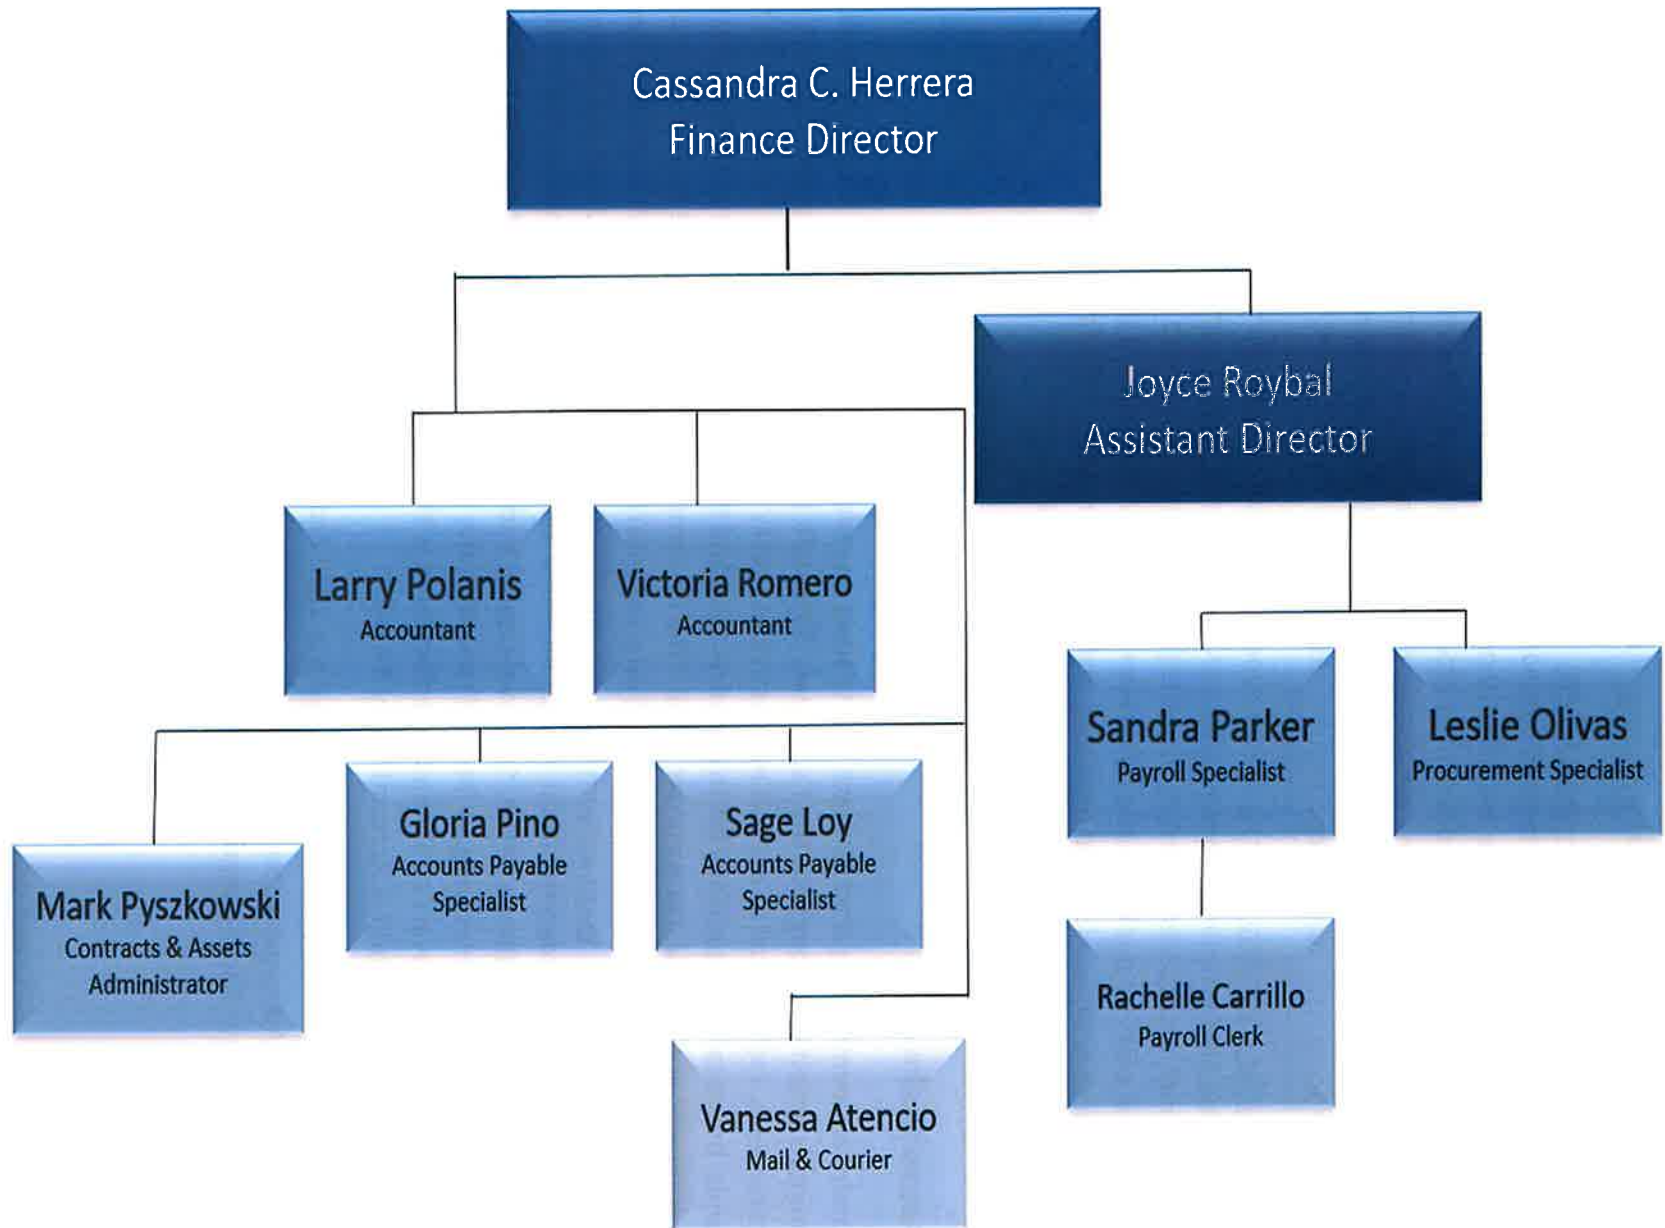 Cassandra C. Herrera
Finance Director
Joyce Roybal
Assistant Director
Larry Polanis
Accountant
Victoria Romero
Accountant
Sandra Parker
Payroll Specialist
Leslie Olivas
Procurement Specialist
Mark Pyszkowski
Contracts & Assets
Administrator
Gloria Pino
Accounts Payable
Specialist
Sage Loy
Accounts Payable
Specialist
Rachelle Carrillo
Payroll Clerk
Vanessa Atencio
Mail & Courier